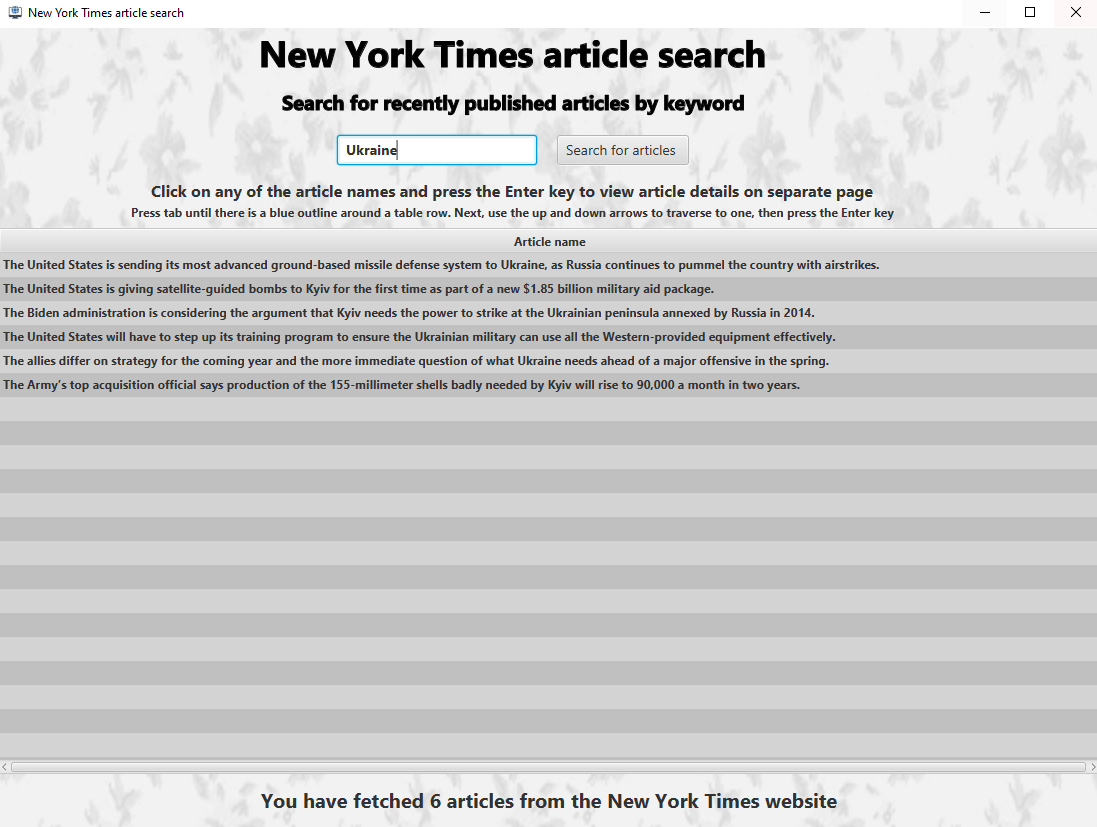 New York Times article search
New York Times article search
Search for recently published articles by keyword
Ukraine
Search for articles
Click on any of the article names and press the Enter key to view article details on separate page
Press tab until there is a blue outline around a table row. Next, use the up and down arrows to traverse to one, then press the Enter key
Article name
The United States is sending its most advanced ground-based missile defense system to Ukraine, as Russia continues to pummel the country with airstrikes.
The United States is giving satellite-guided bombs to Kyiv for the first time as part of a new $1.85 billion military aid package.
The Biden administration is considering the argument that Kyiv needs the power to strike at the Ukrainian peninsula annexed by Russia in 2014.
The United States will have to step up its training program to ensure the Ukrainian military can use all the Western-provided equipment effectively.
The allies differ on strategy for the coming year and the more immediate question of what Ukraine needs ahead of a major offensive in the spring.
The Army’s top acquisition official says production of the 155-millimeter shells badly needed by Kyiv will rise to 90,000 a month in two years.
You have fetched 6 articles from the New York Times website